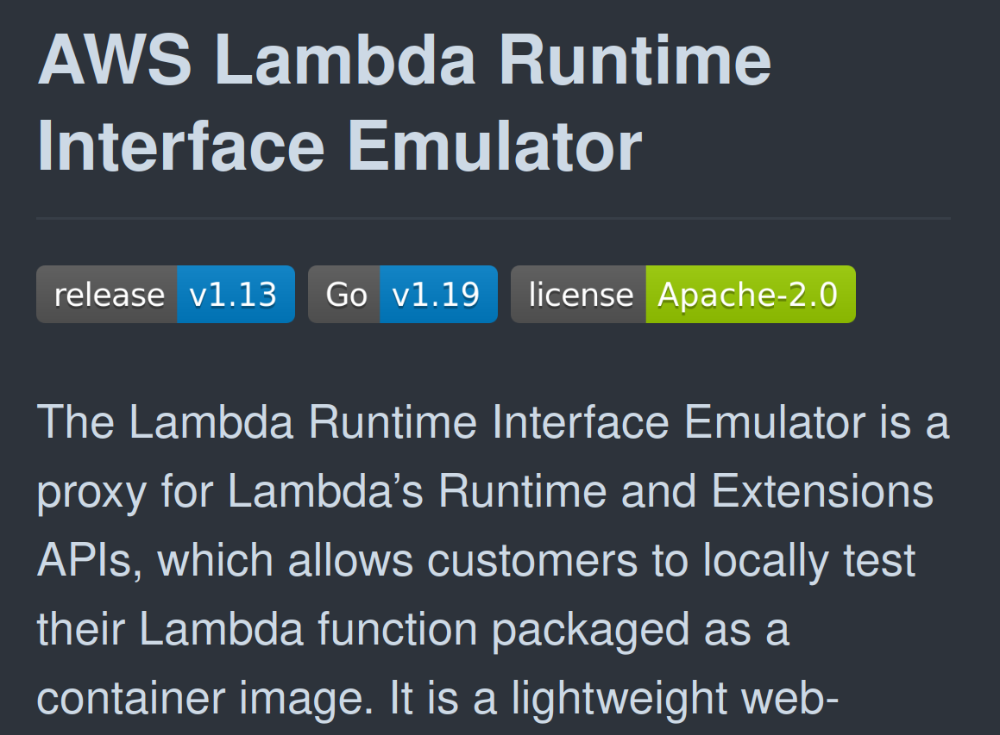 AWS Lambda Runtime
Interface Emulator
release v1.13 Go v1.19 license Apache-2.0
The Lambda Runtime Interface Emulator is a
proxy for Lambda’s Runtime and Extensions
APIs, which allows customers to locally test
their Lambda function packaged as a
container image. It is a lightweight web-